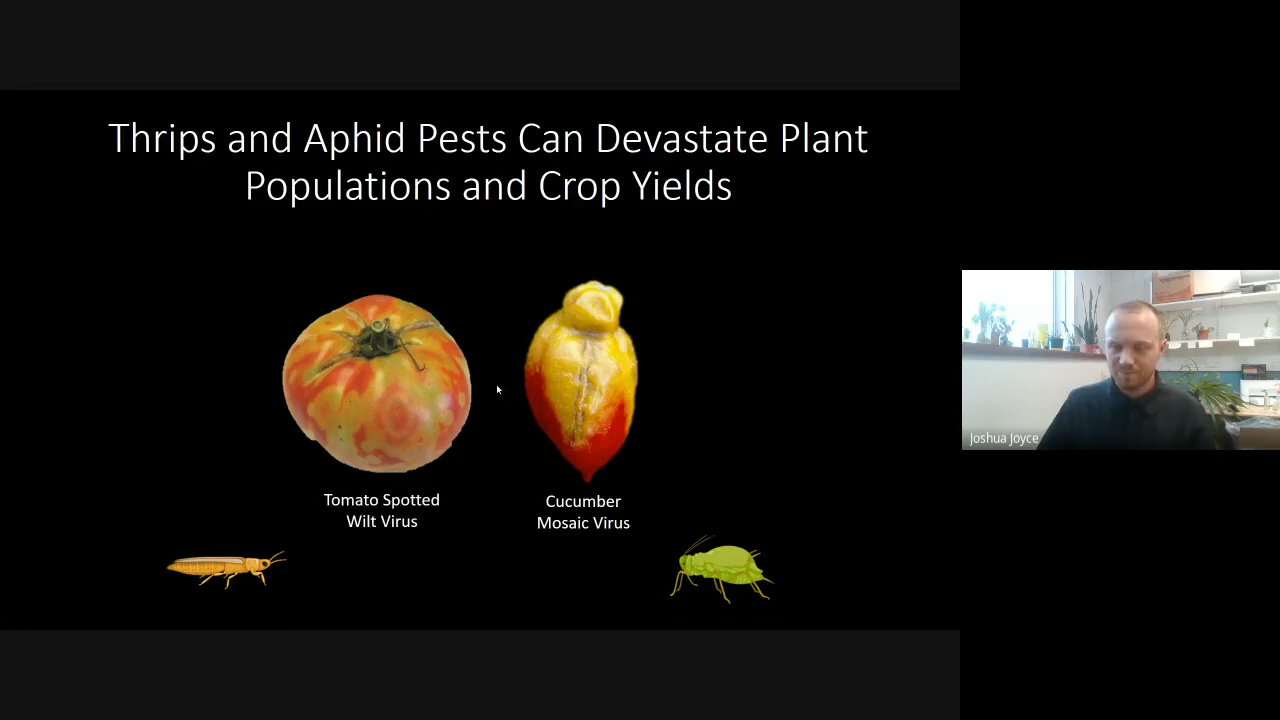 Thrips and Aphid Pests Can Devastate Plant
Populations and Crop Yields
Tomato Spotted
Wilt Virus
Cucumber
Mosaic Virus
Joshua Joyce